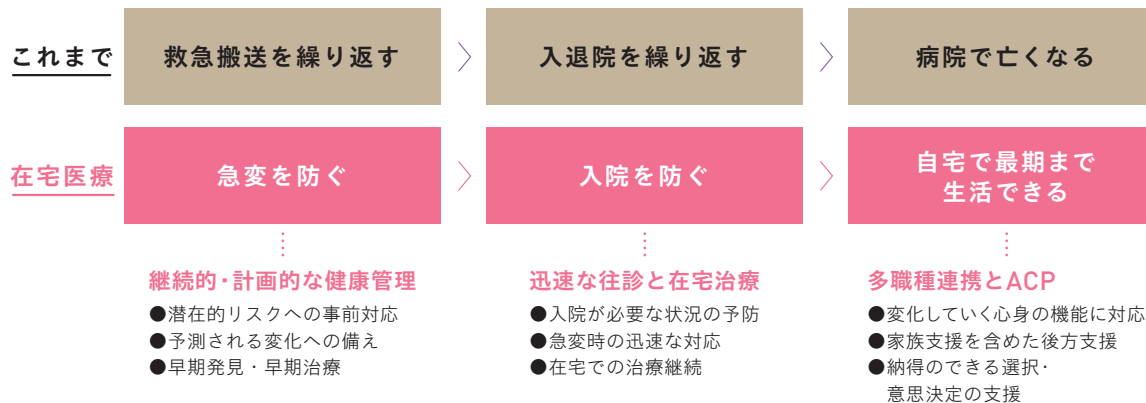 これまで
救急搬送を繰り返す
入退院を繰り返す
病院で亡くなる
在宅医療
急変を防ぐ
入院を防ぐ
自宅で最期まで
生活できる
継続的・計画的な健康管理
●潜在的リスクへの事前対応
●予測される変化への備え
●早期発見・早期治療
迅速な往診と在宅治療
●入院が必要な状況の予防
●急変時の迅速な対応
●在宅での治療継続
多職種連携とACP
●変化していく心身の機能に対応
●家族支援を含めた後方支援
●納得のできる選択・
意思決定の支援